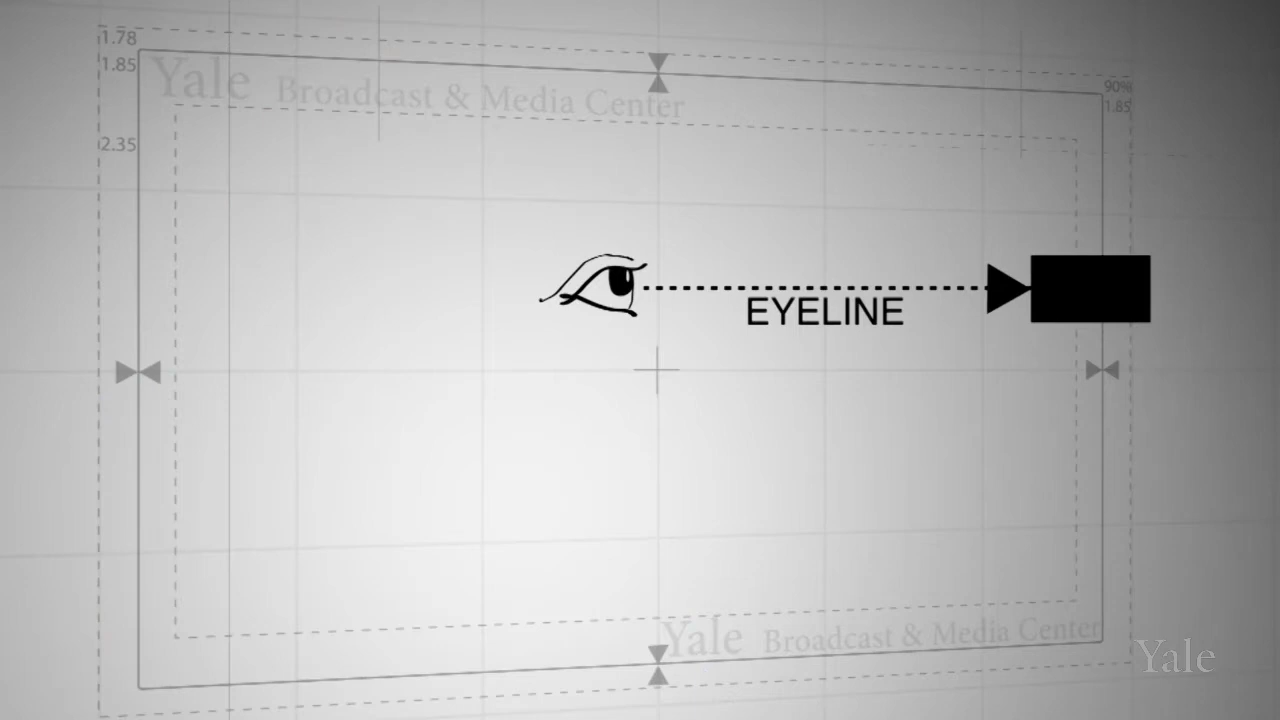 1.78
1.85
Yale Broadcast & Media Center
90%
1.85
2.35
EYELINE
Yale Broadcast & Media Center
Yale